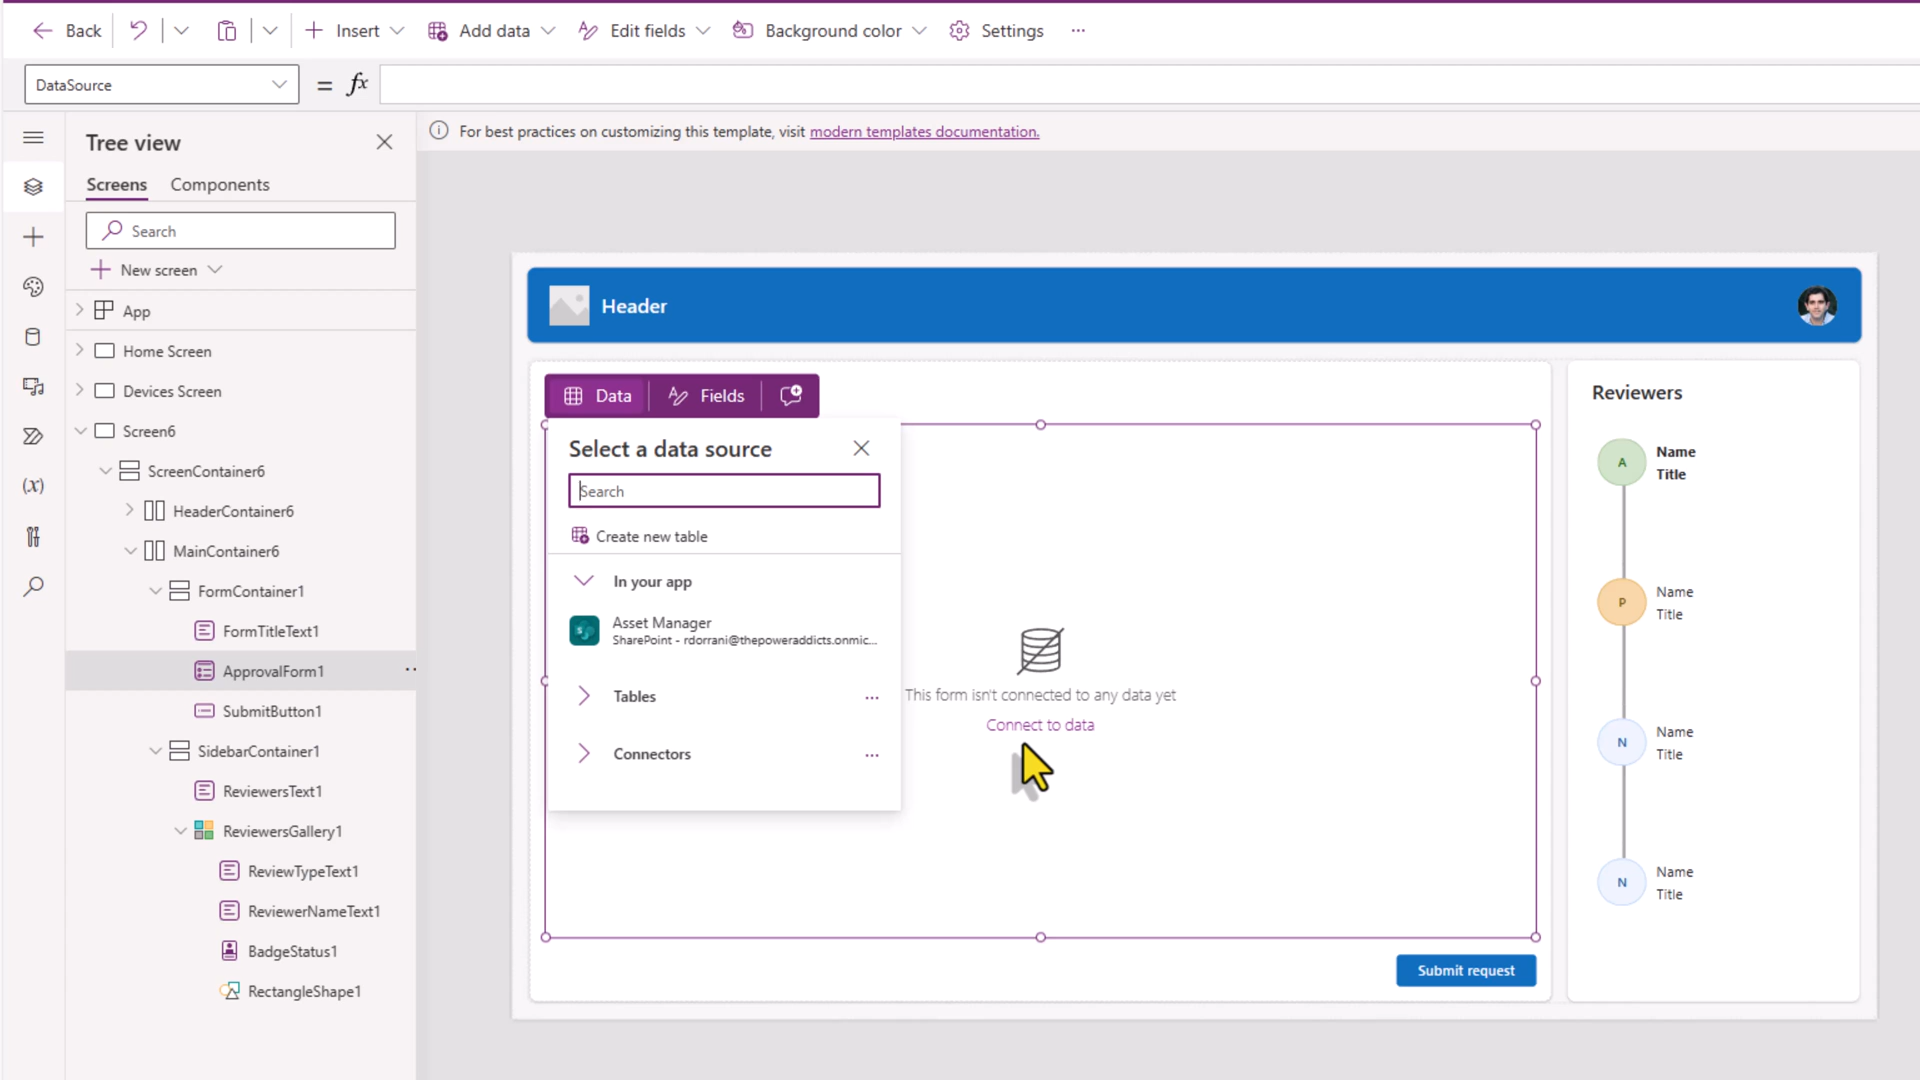 Back
Insert
Add data
Edit fields
Background color
Settings
DataSource
= fx
Tree view
For best practices on customizing this template, visit modern templates documentation.
Screens
Components
Search
New screen
App
Home Screen
Devices Screen
Screen6
ScreenContainer6
HeaderContainer6
MainContainer6
FormContainer1
FormTitleText1
ApprovalForm1
SubmitButton1
SidebarContainer1
ReviewersText1
ReviewersGallery1
ReviewTypeText1
ReviewerNameText1
BadgeStatus1
RectangleShape1
(x)
Header
Data
Fields
Select a data source
Search
Create new table
In your app
Asset Manager
SharePoint - rdorrani@thepoweraddicts.onmic...
Tables
Connectors
This form isn't connected to any data yet
Connect to data
Submit request
Reviewers
A
Name
Title
P
Name
Title
N
Name
Title
N
Name
Title